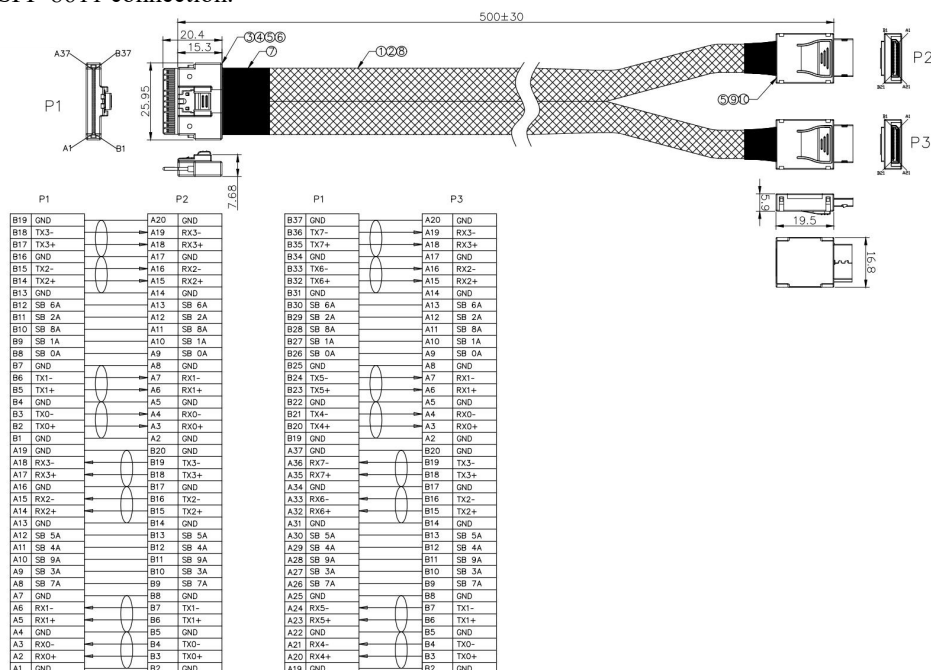 500±30
20.4
15.3
③④⑤⑥
⑦
①②⑧
A37
B37
B1
A1
P2
P1
25.95
⑤⑨⑩
B25
A21
B1
A1
P3
A1
B1
B25
A21
7.68
5.9
19.5
16.8
P1 P2
B19 GND A20 GND
B18 TX3- A19 RX3-
B17 TX3+ A18 RX3+
B16 GND A17 GND
B15 TX2- A16 RX2-
B14 TX2+ A15 RX2+
B13 GND A14 GND
B12 SB 6A A13 SB 6A
B11 SB 2A A12 SB 2A
B10 SB 8A A11 SB 8A
B9 SB 1A A10 SB 1A
B8 SB 0A A9 SB 0A
B7 GND A8 GND
B6 TX1- A7 RX1-
B5 TX1+ A6 RX1+
B4 GND A5 GND
B3 TX0- A4 RX0-
B2 TX0+ A3 RX0+
B1 GND A2 GND
A19 GND B20 GND
A18 RX3- B19 TX3-
A17 RX3+ B18 TX3+
A16 GND B17 GND
A15 RX2- B16 TX2-
A14 RX2+ B15 TX2+
A13 GND B14 GND
A12 SB 5A B13 SB 5A
A11 SB 4A B12 SB 4A
A10 SB 9A B11 SB 9A
A9 SB 3A B10 SB 3A
A8 SB 7A B9 SB 7A
A7 GND B8 GND
A6 RX1- B7 TX1-
A5 RX1+ B6 TX1+
A4 GND B5 GND
A3 RX0- B4 TX0-
A2 RX0+ B3 TX0+
A1 GND B2 GND
P1 P3
B37 GND A20 GND
B36 TX7- A19 RX3-
B35 TX7+ A18 RX3+
B34 GND A17 GND
B33 TX6- A16 RX2-
B32 TX6+ A15 RX2+
B31 GND A14 GND
B30 SB 6A A13 SB 6A
B29 SB 2A A12 SB 2A
B28 SB 8A A11 SB 8A
B27 SB 1A A10 SB 1A
B26 SB 0A A9 SB 0A
B25 GND A8 GND
B24 TX5- A7 RX1-
B23 TX5+ A6 RX1+
B22 GND A5 GND
B21 TX4- A4 RX0-
B20 TX4+ A3 RX0+
B19 GND A2 GND
A37 GND B20 GND
A36 RX7- B19 TX3-
A35 RX7+ B18 TX3+
A34 GND B17 GND
A33 RX6- B16 TX2-
A32 RX6+ B15 TX2+
A31 GND B14 GND
A30 SB 5A B13 SB 5A
A29 SB 4A B12 SB 4A
A28 SB 9A B11 SB 9A
A27 SB 3A B10 SB 3A
A26 SB 7A B9 SB 7A
A25 GND B8 GND
A24 RX5- B7 TX1-
A23 RX5+ B6 TX1+
A22 GND B5 GND
A21 RX4- B4 TX0-
A20 RX4+ B3 TX0+
A19 GND B2 GND